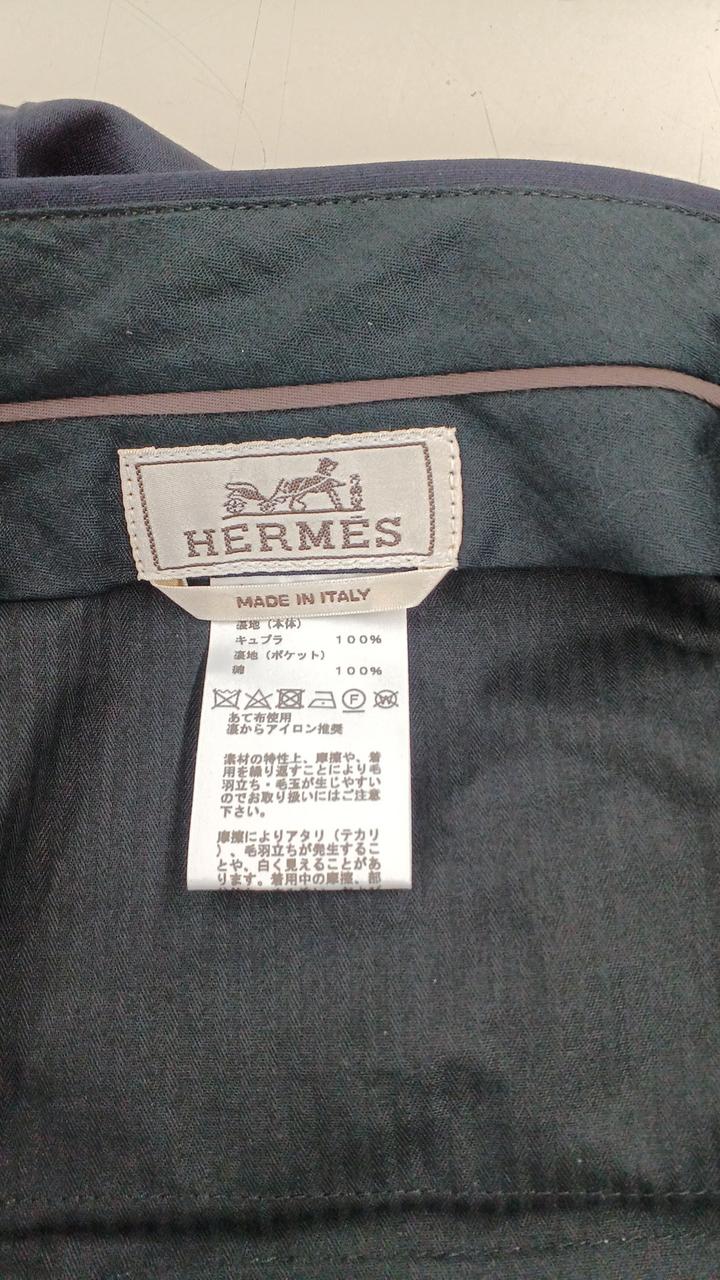 HERMÈS
MADE IN ITALY
裏地（本体）
キュプラ 100%
裏地（ポケット）
綿 100%
F
W
あて布使用
裏からアイロン推奨
素材の特性上、摩擦や、着
用を繰り返すことにより毛
羽立ち・毛玉が生じやすい
のでお取り扱いにはご注意
下さい。
摩擦によりアタリ（テカリ
）、毛羽立ちが発生するこ
とや、白く見えることがあ
ります。着用中の摩擦、部